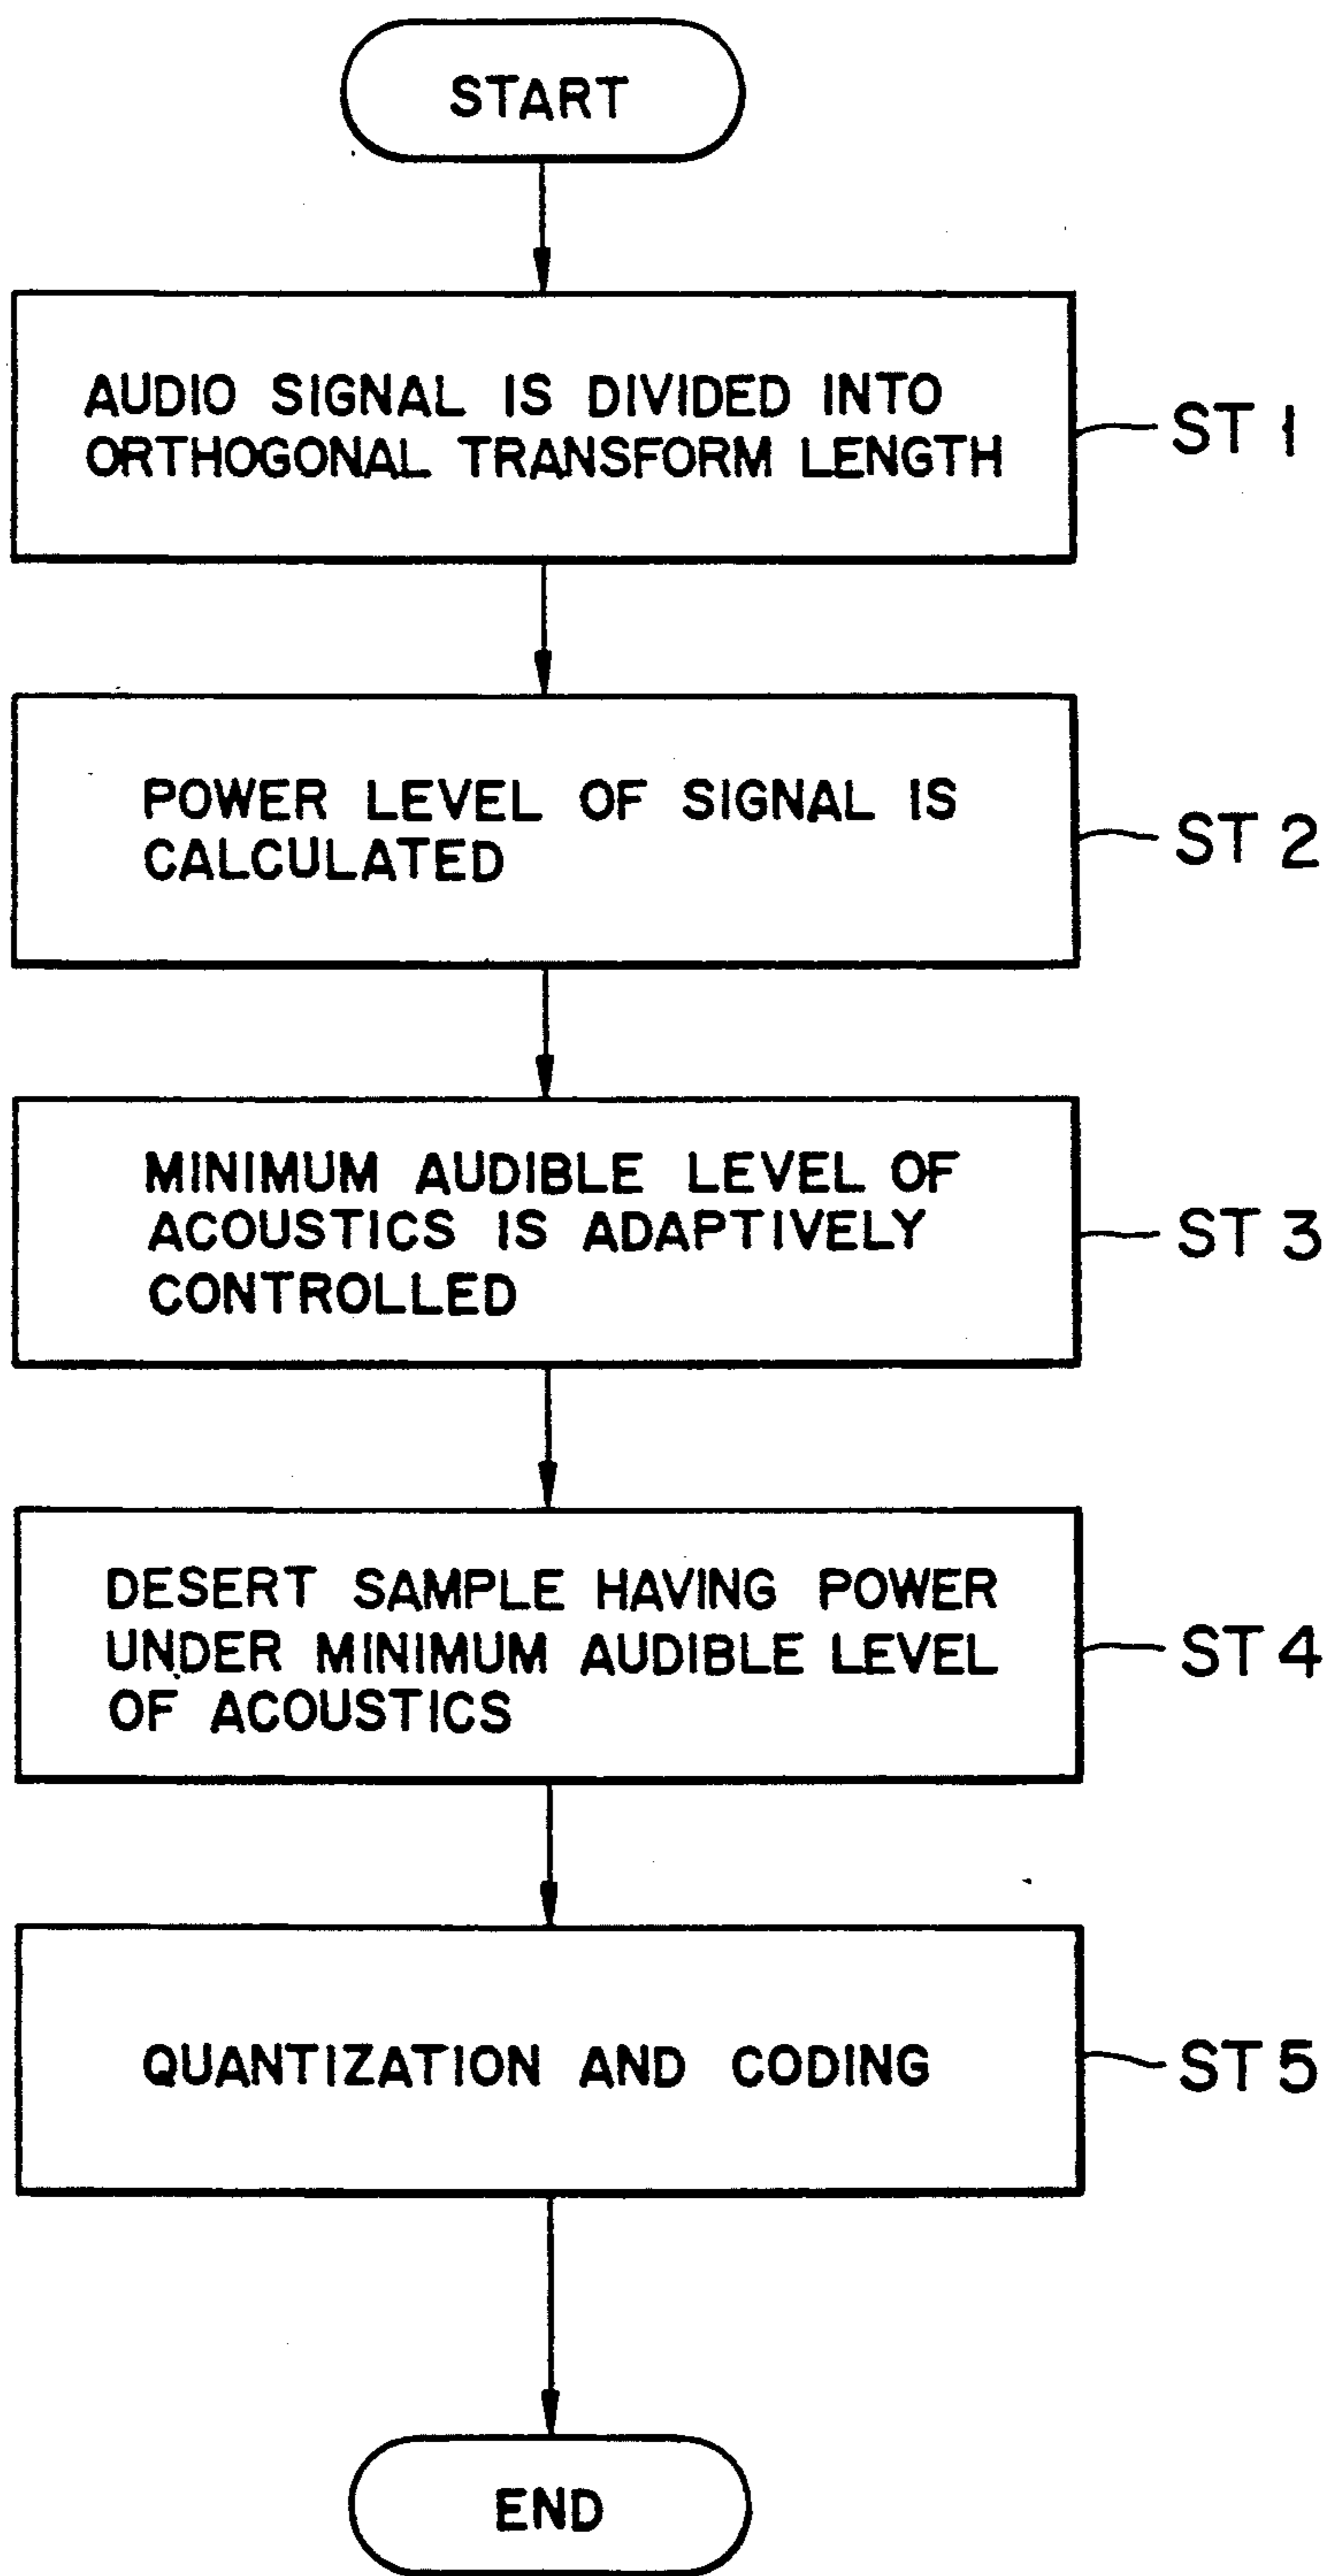 START
AUDIO SIGNAL IS DIVIDED INTO
ORTHOGONAL TRANSFORM LENGTH
ST 1
POWER LEVEL OF SIGNAL IS
CALCULATED
ST 2
MINIMUM AUDIBLE LEVEL OF
ACOUSTICS IS ADAPTIVELY
CONTROLLED
ST 3
DESERT SAMPLE HAVING POWER
UNDER MINIMUM AUDIBLE LEVEL
OF ACOUSTICS
ST 4
QUANTIZATION AND CODING
ST 5
END